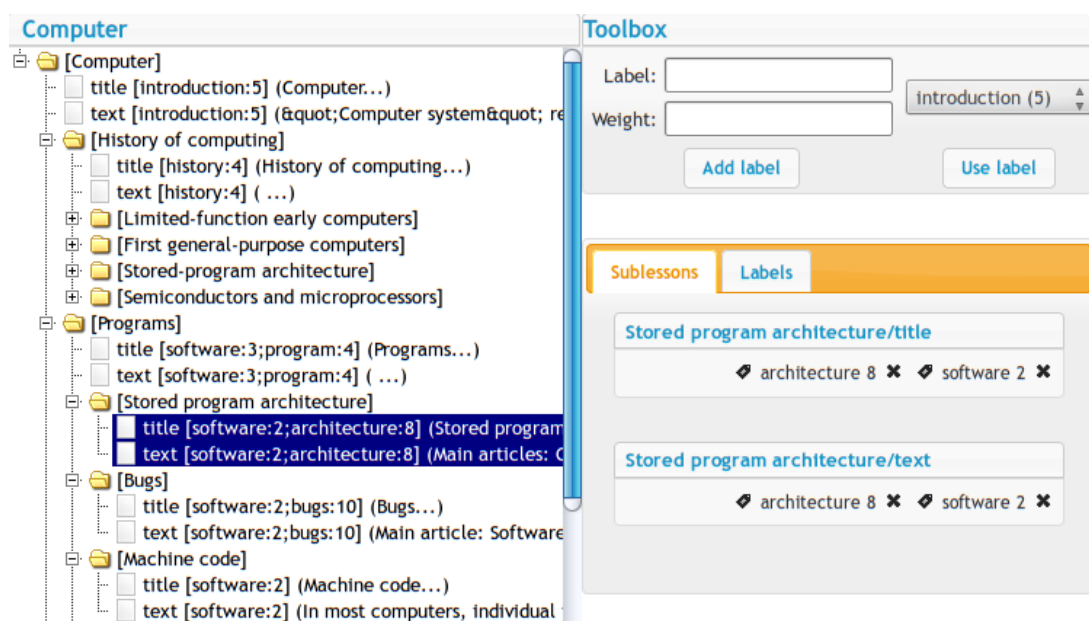 Computer
[Computer]
title [introduction:5] (Computer...)
text [introduction:5] (&quot;Computer system&quot; re
[History of computing]
title [history:4] (History of computing...)
text [history:4] ( ...)
[Limited-function early computers]
[First general-purpose computers]
[Stored-program architecture]
[Semiconductors and microprocessors]
[Programs]
title [software:3;program:4] (Programs...)
text [software:3;program:4] ( ...)
[Stored program architecture]
title [software:2;architecture:8] (Stored program
text [software:2;architecture:8] (Main articles: C
[Bugs]
title [software:2;bugs:10] (Bugs...)
text [software:2;bugs:10] (Main article: Software
[Machine code]
title [software:2] (Machine code...)
text [software:2] (In most computers, individual
Toolbox
Label:
introduction (5)
Weight:
Add label Use label
Sublessons Labels
Stored program architecture/title
architecture 8 ✖ software 2 ✖
Stored program architecture/text
architecture 8 ✖ software 2 ✖